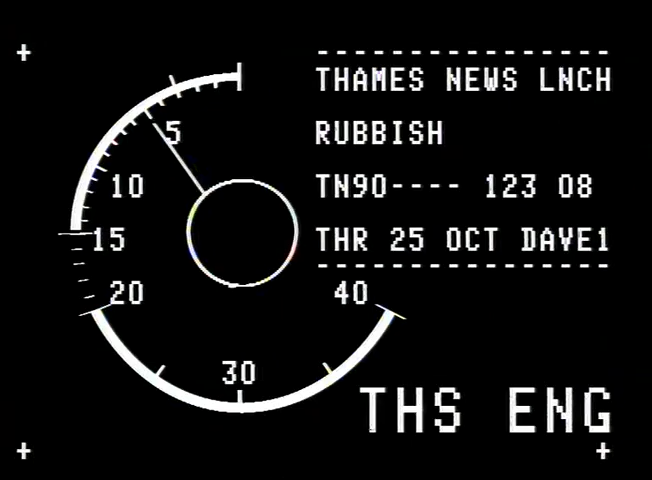 ----------------
THAMES NEWS LNCH
RUBBISH
TN90---- 123 08
THR 25 OCT DAVE1
----------------
5
10
15
20
30
40
THS ENG